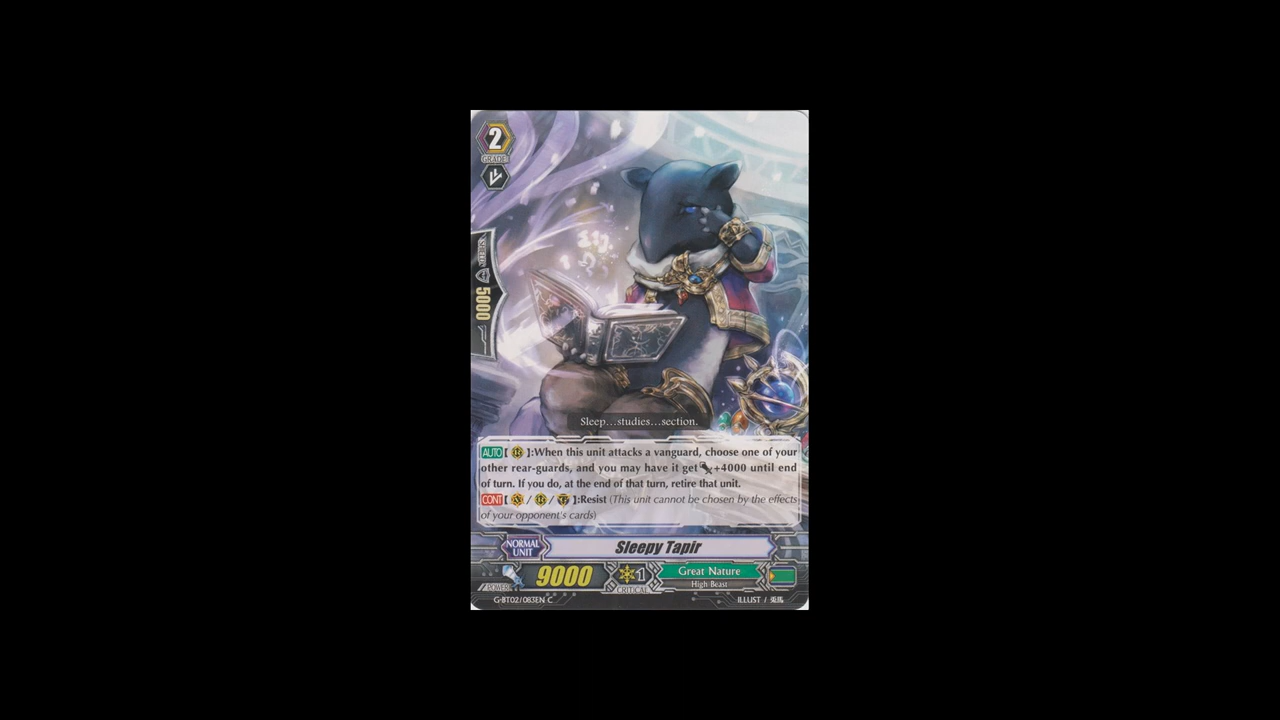 2
GRADE
SHIELD
5000
Sleep...studies...section.
AUTO[ R ]:When this unit attacks a vanguard, choose one of your
other rear-guards, and you may have it get +4000 until end
of turn. If you do, at the end of that turn, retire that unit.
CONT[ V / R / G ]:Resist (This unit cannot be chosen by the effects
of your opponent's cards)
NORMAL
UNIT
Sleepy Tapir
POWER
9000
1
CRITICAL
Great Nature
High Beast
G-BT02/083EN C
ILLUST / 兎馬